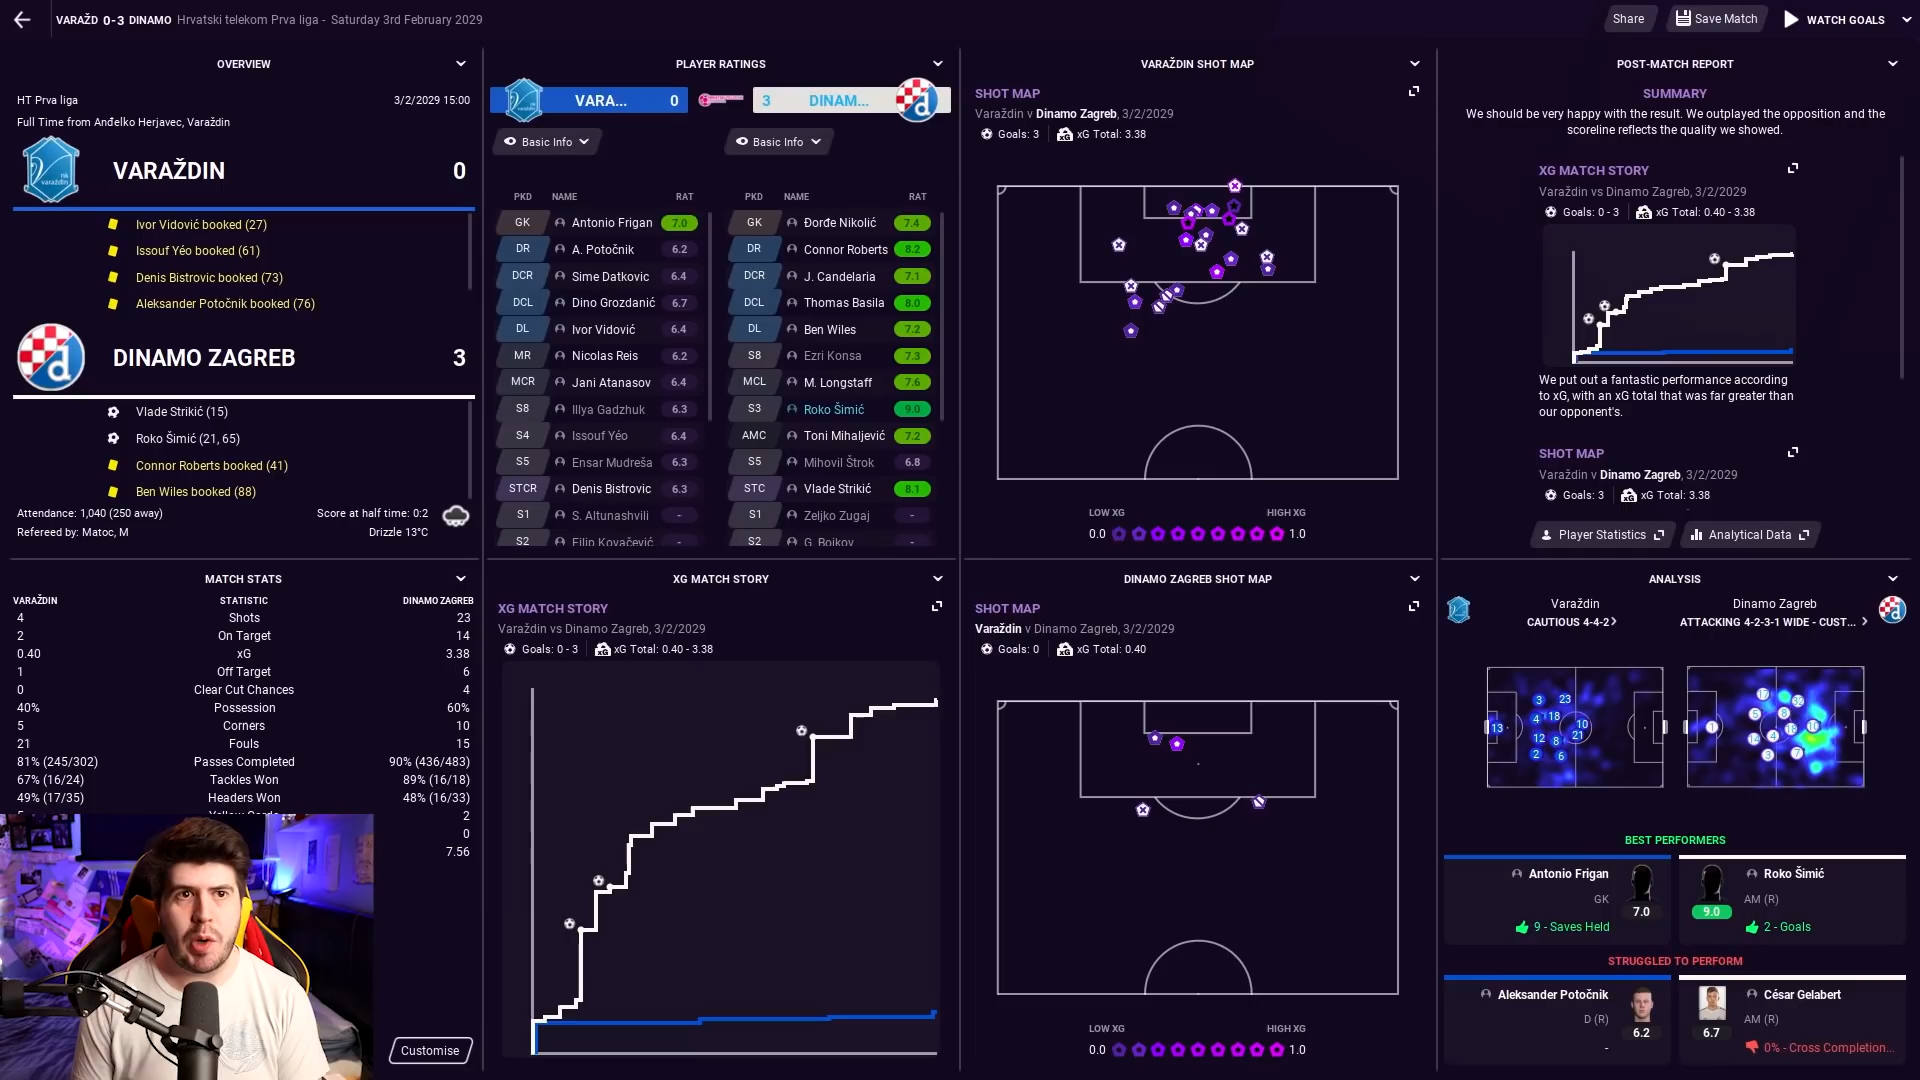 VARAŽD 0-3 DINAMO Hrvatski telekom Prva liga - Saturday 3rd February 2029
Share
Save Match
WATCH GOALS
OVERVIEW
HT Prva liga 3/2/2029 15:00
Full Time from Anđelko Herjavec, Varaždin
VARAŽDIN 0
Ivor Vidović booked (27)
Issouf Yéo booked (61)
Denis Bistrovic booked (73)
Aleksander Potočnik booked (76)
DINAMO ZAGREB 3
Vlade Strikić (15)
Roko Šimić (21, 65)
Connor Roberts booked (41)
Ben Wiles booked (88)
Attendance: 1,040 (250 away) Score at half time: 0:2
Refereed by: Matoc, M Drizzle 13°C
PLAYER RATINGS
VARA... 0 3 DINAM...
Basic Info Basic Info
PKD NAME RAT PKD NAME RAT
GK Antonio Frigan 7.0 GK Đorđe Nikolić 7.4
DR A. Potočnik 6.2 DR Connor Roberts 8.2
DCR Sime Datkovic 6.4 DCR J. Candelaria 7.1
DCL Dino Grozdanić 6.7 DCL Thomas Basila 8.0
DL Ivor Vidović 6.4 DL Ben Wiles 7.2
MR Nicolas Reis 6.2 S8 Ezri Konsa 7.3
MCR Jani Atanasov 6.4 MCL M. Longstaff 7.6
S8 Illya Gadzhuk 6.3 S3 Roko Šimić 9.0
S4 Issouf Yéo 6.4 AMC Toni Mihaljević 7.2
S5 Ensar Mudreša 6.3 S5 Mihovil Štrok 6.8
STCR Denis Bistrovic 6.3 STC Vlade Strikić 8.1
S1 S. Altunashvili - S1 Zeljko Zugaj -
S2 Filip Kovačević - S2 G. Bojkov -
VARAŽDIN SHOT MAP
SHOT MAP
Varaždin v Dinamo Zagreb, 3/2/2029
Goals: 3 xG Total: 3.38
LOW XG HIGH XG
0.0 1.0
POST-MATCH REPORT
SUMMARY
We should be very happy with the result. We outplayed the opposition and the
scoreline reflects the quality we showed.
XG MATCH STORY
Varaždin vs Dinamo Zagreb, 3/2/2029
Goals: 0 - 3 xG Total: 0.40 - 3.38
We put out a fantastic performance according
to xG, with an xG total that was far greater than
our opponent's.
SHOT MAP
Varaždin v Dinamo Zagreb, 3/2/2029
Goals: 3 xG Total: 3.38
Player Statistics Analytical Data
MATCH STATS
VARAŽDIN STATISTIC DINAMO ZAGREB
4 Shots 23
2 On Target 14
0.40 xG 3.38
1 Off Target 6
0 Clear Cut Chances 4
40% Possession 60%
5 Corners 10
21 Fouls 15
81% (245/302) Passes Completed 90% (436/483)
67% (16/24) Tackles Won 89% (16/18)
49% (17/35) Headers Won 48% (16/33)
2
0
7.56
Customise
XG MATCH STORY
XG MATCH STORY
Varaždin vs Dinamo Zagreb, 3/2/2029
Goals: 0 - 3 xG Total: 0.40 - 3.38
DINAMO ZAGREB SHOT MAP
SHOT MAP
Varaždin v Dinamo Zagreb, 3/2/2029
Goals: 0 xG Total: 0.40
LOW XG HIGH XG
0.0 1.0
ANALYSIS
Varaždin Dinamo Zagreb
CAUTIOUS 4-4-2 ATTACKING 4-2-3-1 WIDE - CUST...
3 23
4 18 10
13 21
12 8
2 6
BEST PERFORMERS
Antonio Frigan Roko Šimić
GK 7.0 9.0 AM (R)
9 - Saves Held 2 - Goals
STRUGGLED TO PERFORM
Aleksander Potočnik César Gelabert
D (R) 6.2 6.7 AM (R)
- 0% - Cross Completion...